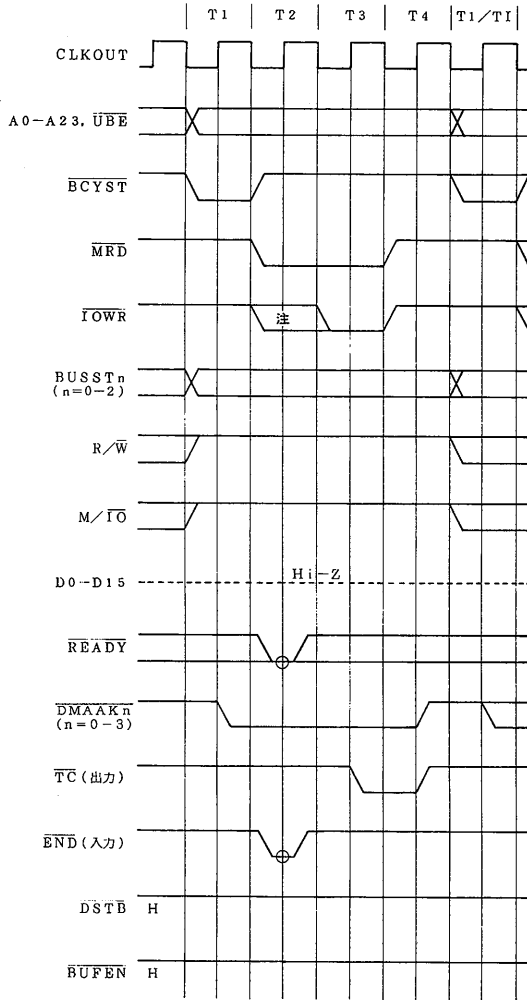 T1 T2 T3 T4 T1/TI
CLKOUT
A0-A23, UBE
BCYST
MRD
IOWR
注
BUSSTn
(n=0-2)
R/W
M/IO
D0-D15
Hi-Z
READY
DMAAKn
(n=0-3)
TC(出力)
END(入力)
DSTB H
BUFEN H